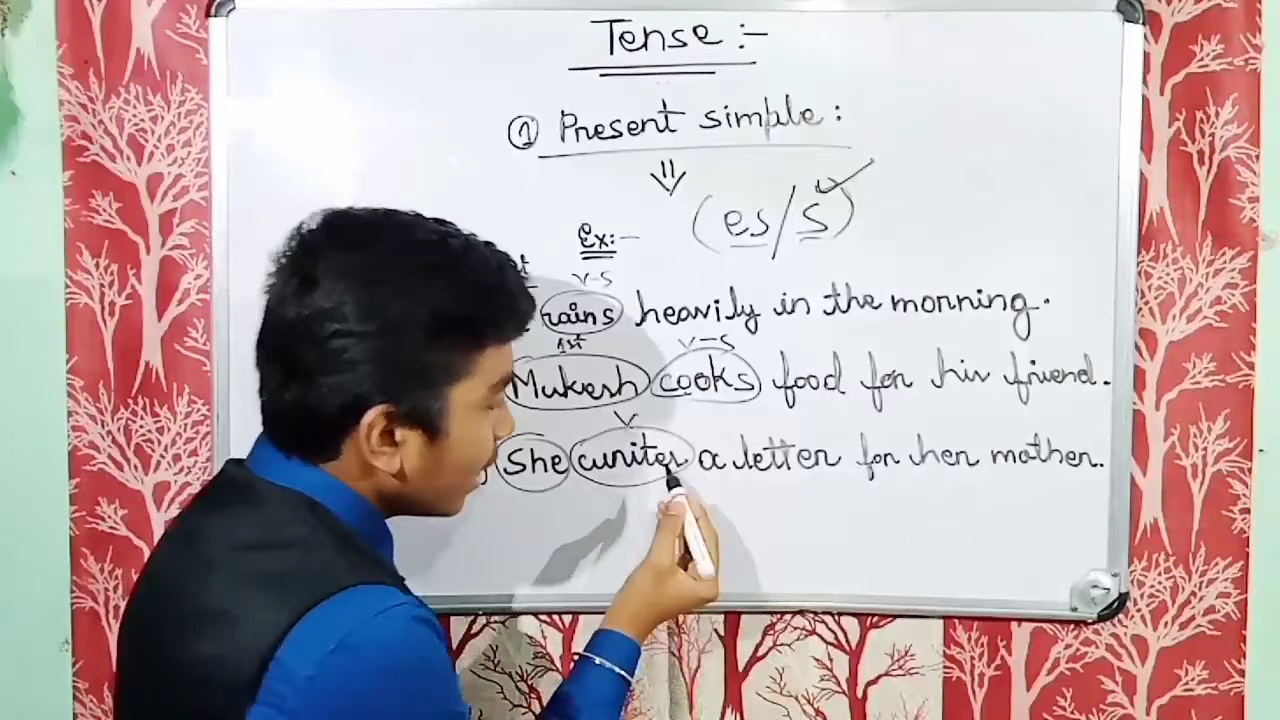 Tense :-
① Present simple :
⇓
(es/s)
Ex:-
v-s
rains heavily in the morning.
1st v-s
Mukesh cooks food for his friend.
v
She writes a letter for her mother.